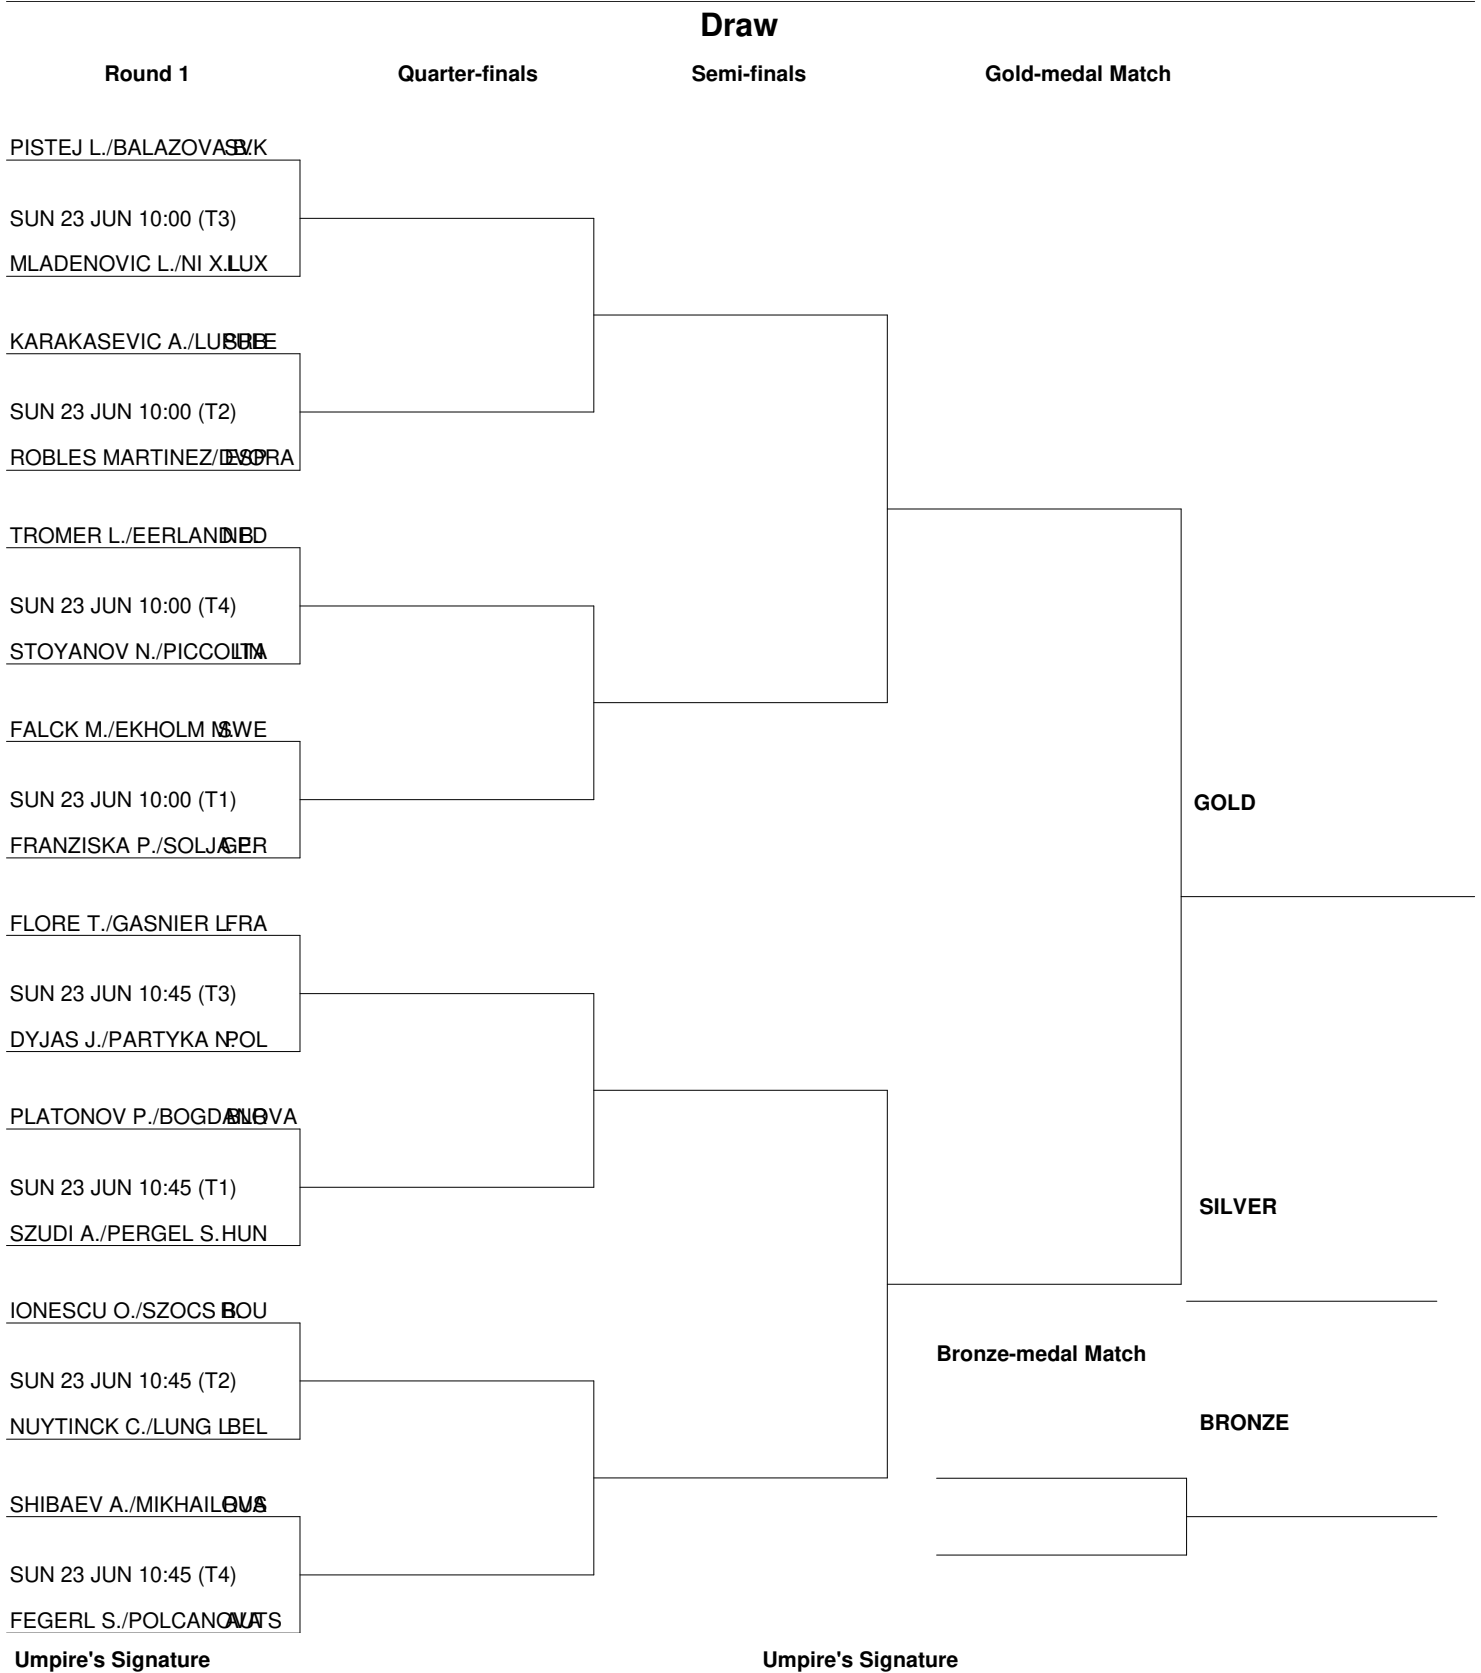 Draw
Round 1 Quarter-finals Semi-finals Gold-medal Match
PISTEJ L./BALAZOVA B. SVK
SUN 23 JUN 10:00 (T3)
MLADENOVIC L./NI X.L. LUX
KARAKASEVIC A./LUPULE SRB
SUN 23 JUN 10:00 (T2)
ROBLES MARTINEZ/DVORA ESP
TROMER L./EERLAND B. NED
SUN 23 JUN 10:00 (T4)
STOYANOV N./PICCOLIN ITA
FALCK M./EKHOLM M. SWE
SUN 23 JUN 10:00 (T1)
GOLD
FRANZISKA P./SOLJA P. GER
FLORE T./GASNIER L. FRA
SUN 23 JUN 10:45 (T3)
DYJAS J./PARTYKA N. POL
PLATONOV P./BOGDANOVA BLR
SUN 23 JUN 10:45 (T1)
SILVER
SZUDI A./PERGEL S. HUN
IONESCU O./SZOCS B. ROU
Bronze-medal Match
SUN 23 JUN 10:45 (T2)
BRONZE
NUYTINCK C./LUNG L. BEL
SHIBAEV A./MIKHAILOVA RUS
SUN 23 JUN 10:45 (T4)
FEGERL S./POLCANOVA S AUT
Umpire's Signature Umpire's Signature